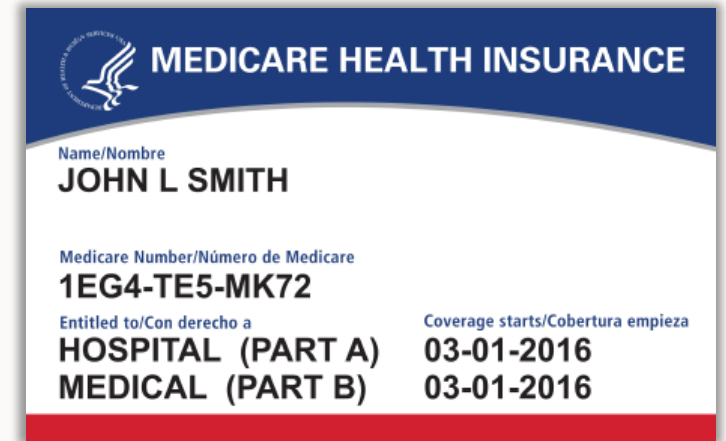 MEDICARE HEALTH INSURANCE
Name/Nombre
JOHN L SMITH
Medicare Number/Número de Medicare
1EG4-TE5-MK72
Entitled to/Con derecho a Coverage starts/Cobertura empieza
HOSPITAL (PART A) 03-01-2016
MEDICAL (PART B) 03-01-2016